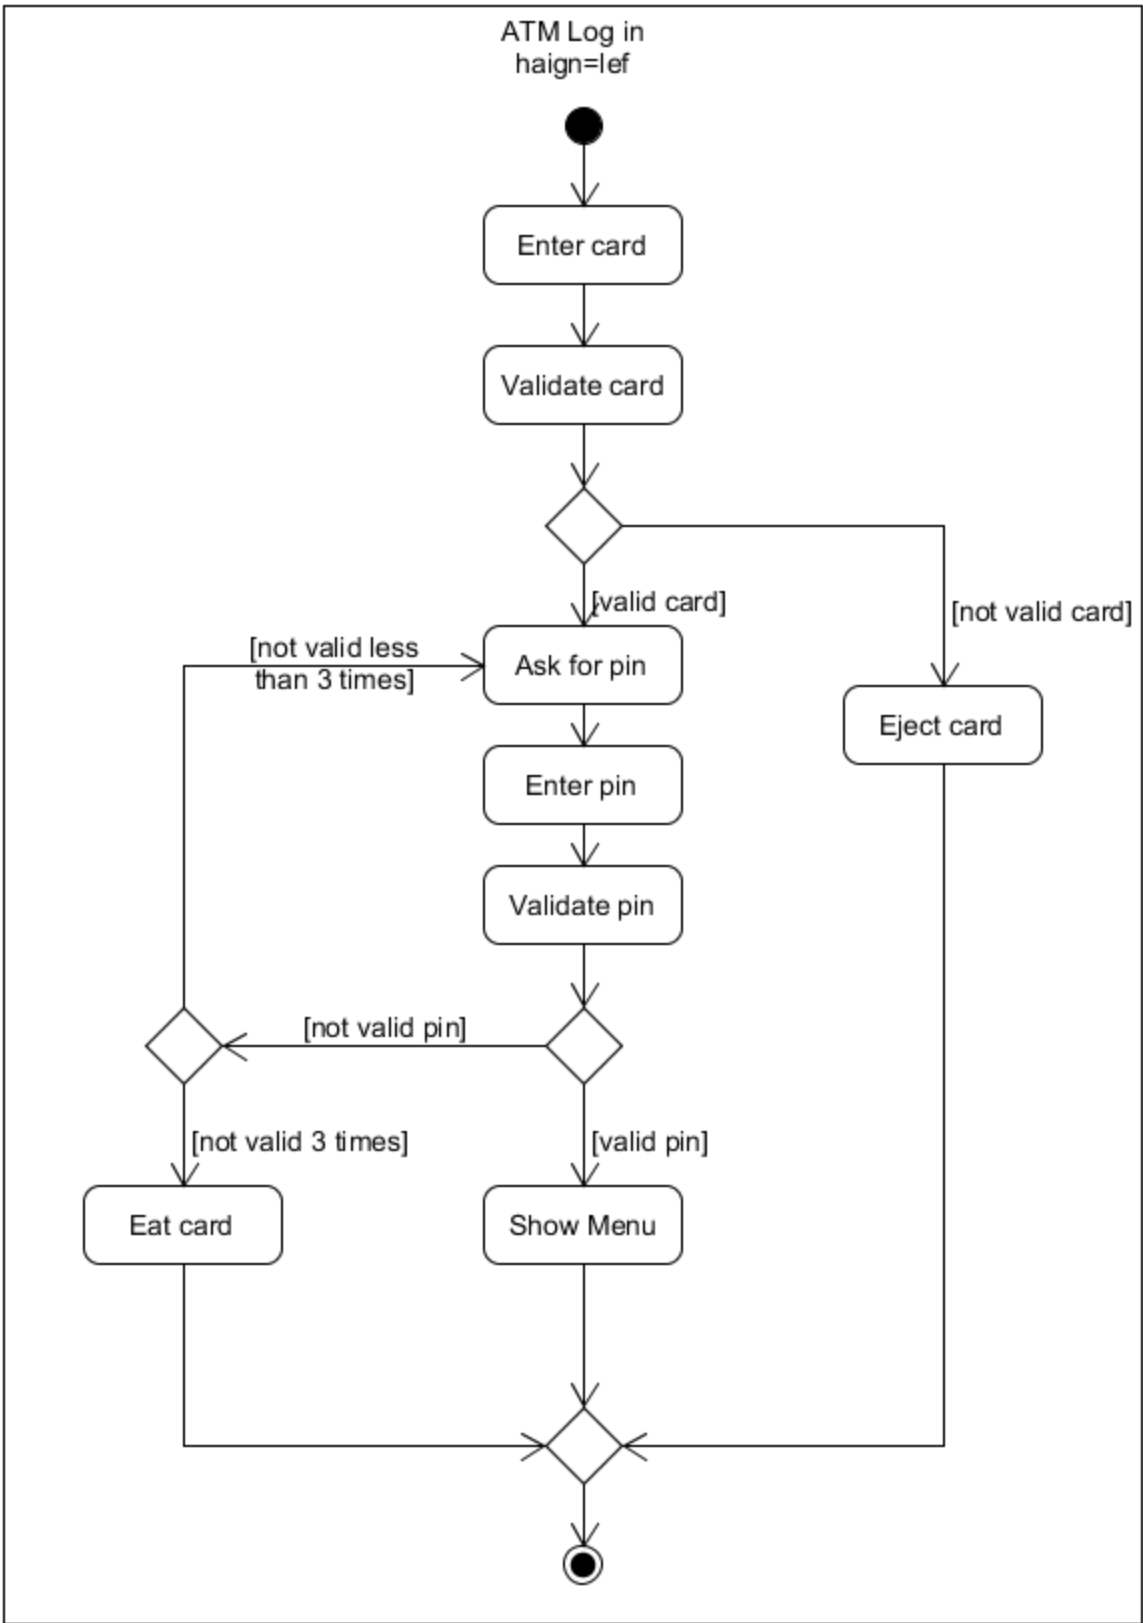 ATM Log in
haign=lef
Enter card
Validate card
[valid card]
[not valid card]
[not valid less
than 3 times]
Ask for pin
Eject card
Enter pin
Validate pin
[not valid pin]
[not valid 3 times]
[valid pin]
Eat card
Show Menu